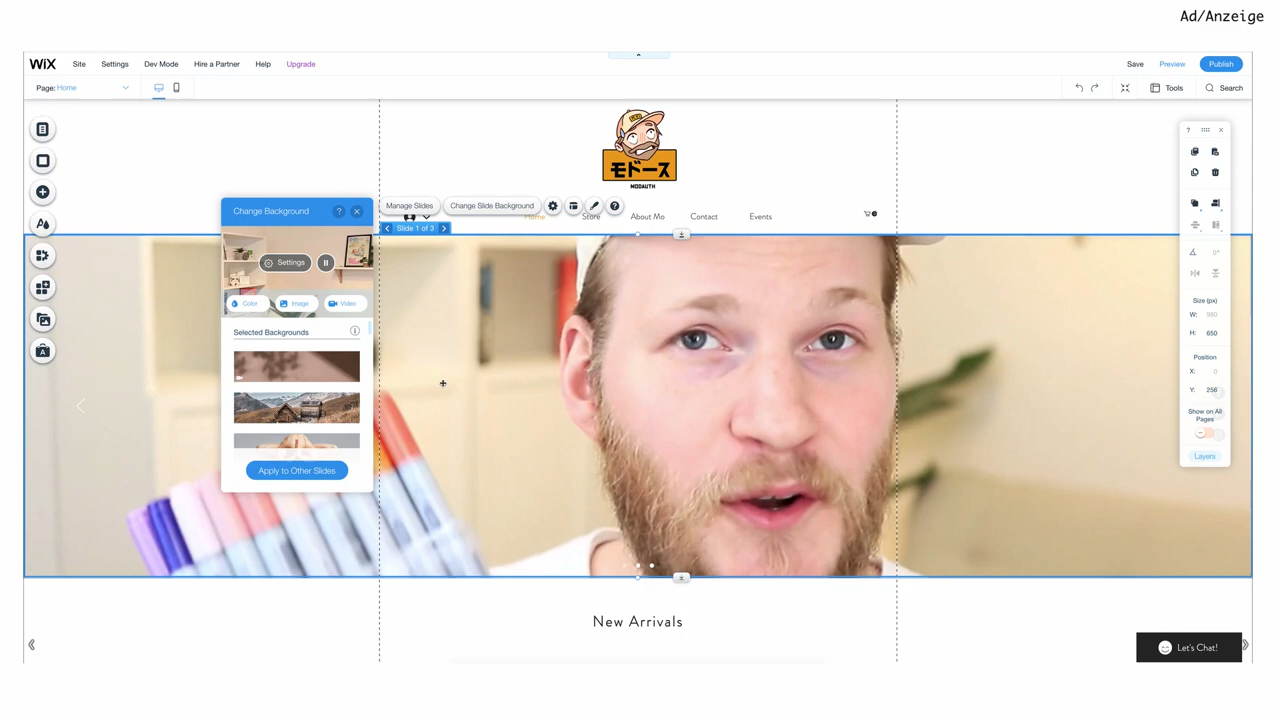 Ad/Anzeige
WiX Site Settings Dev Mode Hire a Partner Help Upgrade Save Preview Publish
Page: Home Tools Search
モドース
MODAUTH
Change Background ?
Manage Slides Change Slide Background ?
Home Store About Mo Contact Events
Slide 1 of 3
Settings
Color Image Video
Selected Backgrounds
Apply to Other Slides
?
0°
Size (px)
W: 980
H: 650
Position
X: 0
Y: 256
Show on All
Pages
Layers
New Arrivals
Let's Chat!